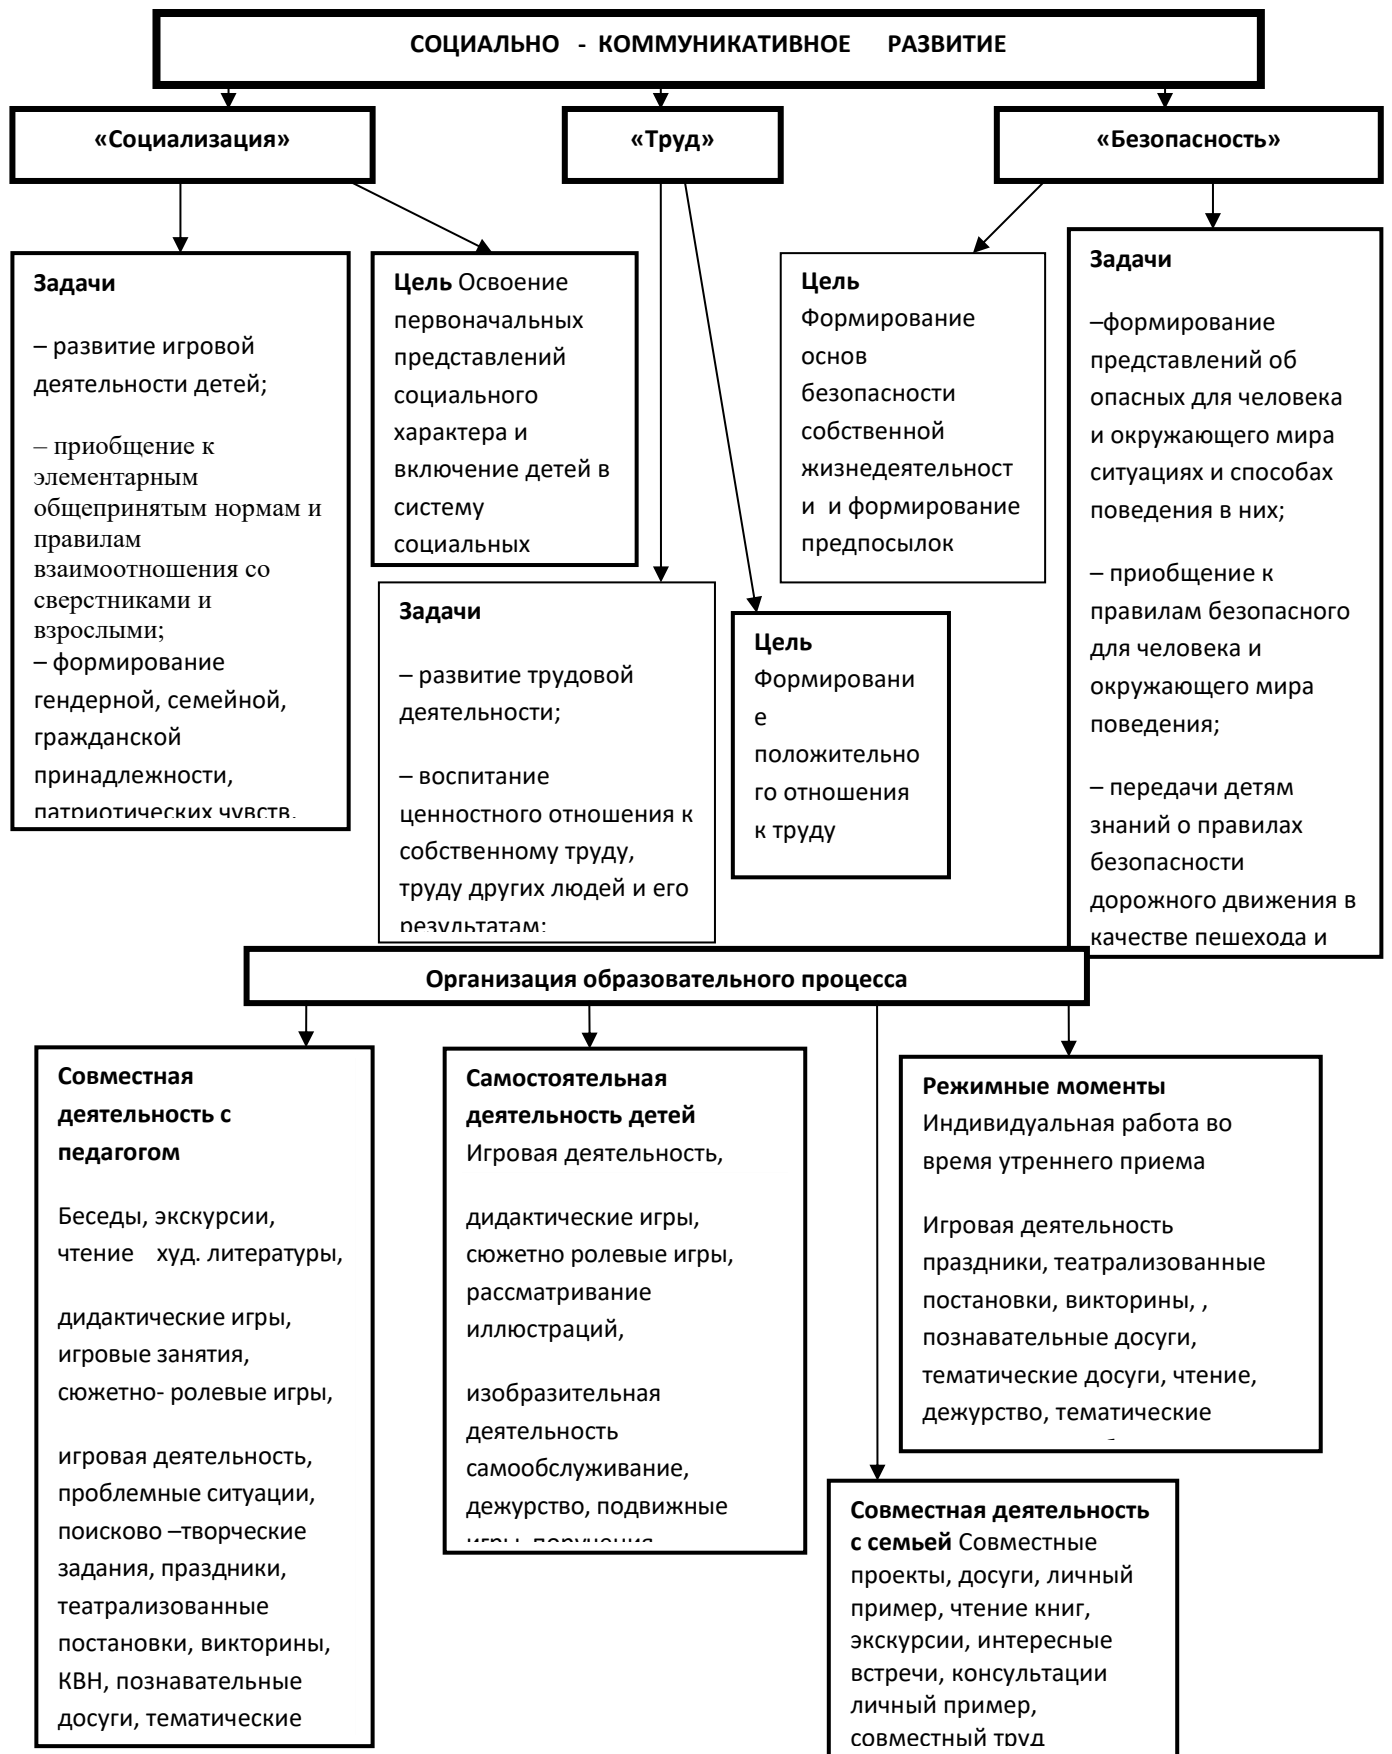 СОЦИАЛЬНО - КОММУНИКАТИВНОЕ РАЗВИТИЕ
«Социализация»
«Труд»
«Безопасность»
Задачи
– развитие игровой
деятельности детей;
– приобщение к
элементарным
общепринятым нормам и
правилам
взаимоотношения со
сверстниками и
взрослыми;
– формирование
гендерной, семейной,
гражданской
принадлежности,
патриотических чувств,
Цель Освоение
первоначальных
представлений
социального
характера и
включение детей в
систему
социальных
Задачи
– развитие трудовой
деятельности;
– воспитание
ценностного отношения к
собственному труду,
труду других людей и его
результатам;
Цель
Формировани
е
положительно
го отношения
к труду
Цель
Формирование
основ
безопасности
собственной
жизнедеятельност
и и формирование
предпосылок
Задачи
–формирование
представлений об
опасных для человека
и окружающего мира
ситуациях и способах
поведения в них;
– приобщение к
правилам безопасного
для человека и
окружающего мира
поведения;
– передачи детям
знаний о правилах
безопасности
дорожного движения в
качестве пешехода и
Организация образовательного процесса
Совместная
деятельность с
педагогом
Беседы, экскурсии,
чтение худ. литературы,
дидактические игры,
игровые занятия,
сюжетно- ролевые игры,
игровая деятельность,
проблемные ситуации,
поисково –творческие
задания, праздники,
театрализованные
постановки, викторины,
КВН, познавательные
досуги, тематические
Самостоятельная
деятельность детей
Игровая деятельность,
дидактические игры,
сюжетно ролевые игры,
рассматривание
иллюстраций,
изобразительная
деятельность
самообслуживание,
дежурство, подвижные
игры, поручения
Режимные моменты
Индивидуальная работа во
время утреннего приема
Игровая деятельность
праздники, театрализованные
постановки, викторины, ,
познавательные досуги,
тематические досуги, чтение,
дежурство, тематические
Совместная деятельность
с семьей Совместные
проекты, досуги, личный
пример, чтение книг,
экскурсии, интересные
встречи, консультации
личный пример,
совместный труд